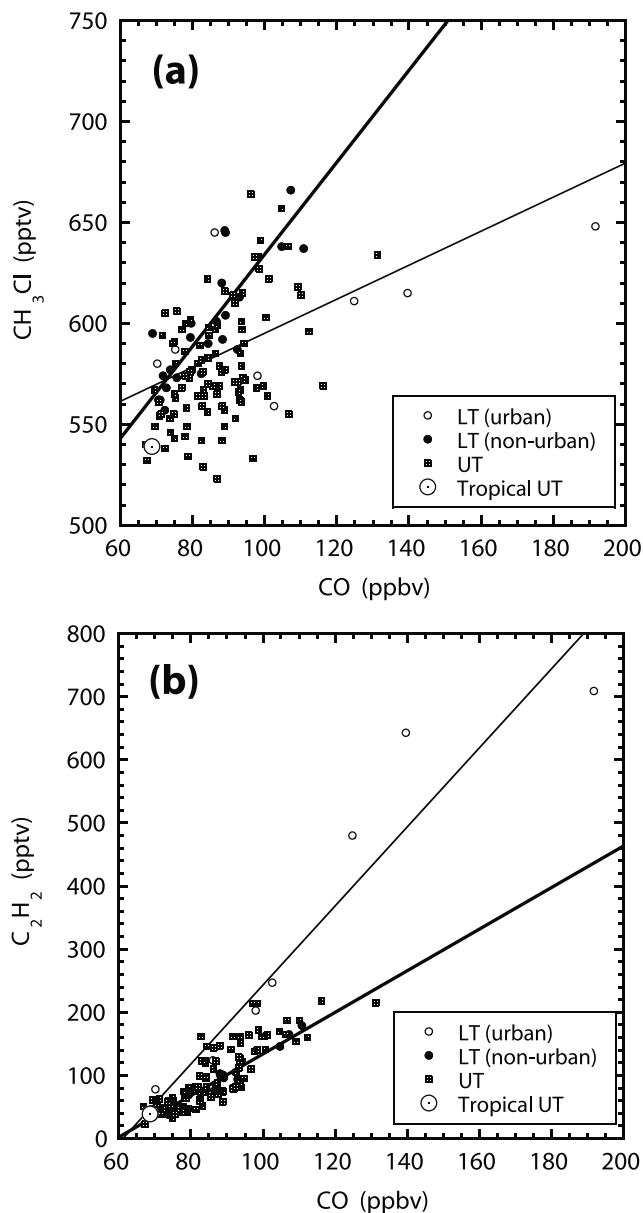 (a)
750
700
650
600
550
500
CH3Cl (pptv)
LT (urban)
LT (non-urban)
UT
Tropical UT
60 80 100 120 140 160 180 200
CO (ppbv)
(b)
800
700
600
500
400
300
200
100
0
C2H2 (pptv)
LT (urban)
LT (non-urban)
UT
Tropical UT
60 80 100 120 140 160 180 200
CO (ppbv)